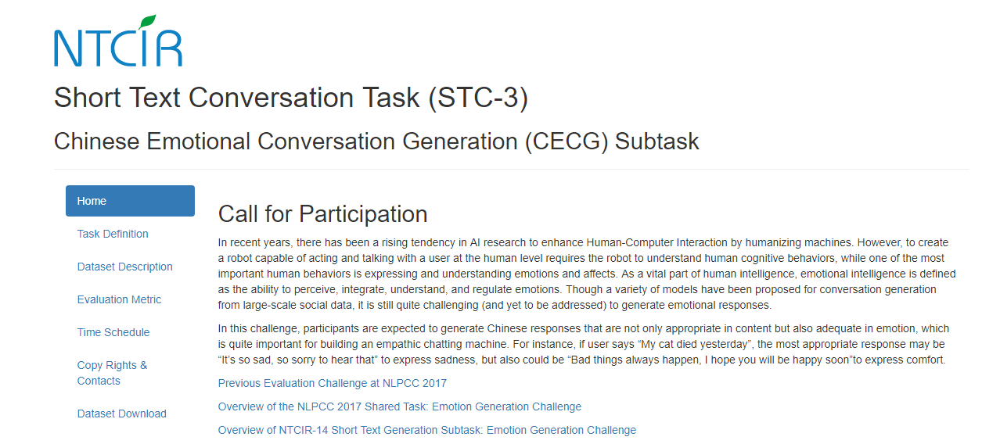 NTCIR
Short Text Conversation Task (STC-3)
Chinese Emotional Conversation Generation (CECG) Subtask
Home
Task Definition
Dataset Description
Evaluation Metric
Time Schedule
Copy Rights &
Contacts
Dataset Download
Call for Participation
In recent years, there has been a rising tendency in AI research to enhance Human-Computer Interaction by humanizing machines. However, to create
a robot capable of acting and talking with a user at the human level requires the robot to understand human cognitive behaviors, while one of the most
important human behaviors is expressing and understanding emotions and affects. As a vital part of human intelligence, emotional intelligence is defined
as the ability to perceive, integrate, understand, and regulate emotions. Though a variety of models have been proposed for conversation generation
from large-scale social data, it is still quite challenging (and yet to be addressed) to generate emotional responses.
In this challenge, participants are expected to generate Chinese responses that are not only appropriate in content but also adequate in emotion, which
is quite important for building an empathic chatting machine. For instance, if user says “My cat died yesterday”, the most appropriate response may be
“It’s so sad, so sorry to hear that” to express sadness, but also could be “Bad things always happen, I hope you will be happy soon”to express comfort.
Previous Evaluation Challenge at NLPCC 2017
Overview of the NLPCC 2017 Shared Task: Emotion Generation Challenge
Overview of NTCIR-14 Short Text Generation Subtask: Emotion Generation Challenge